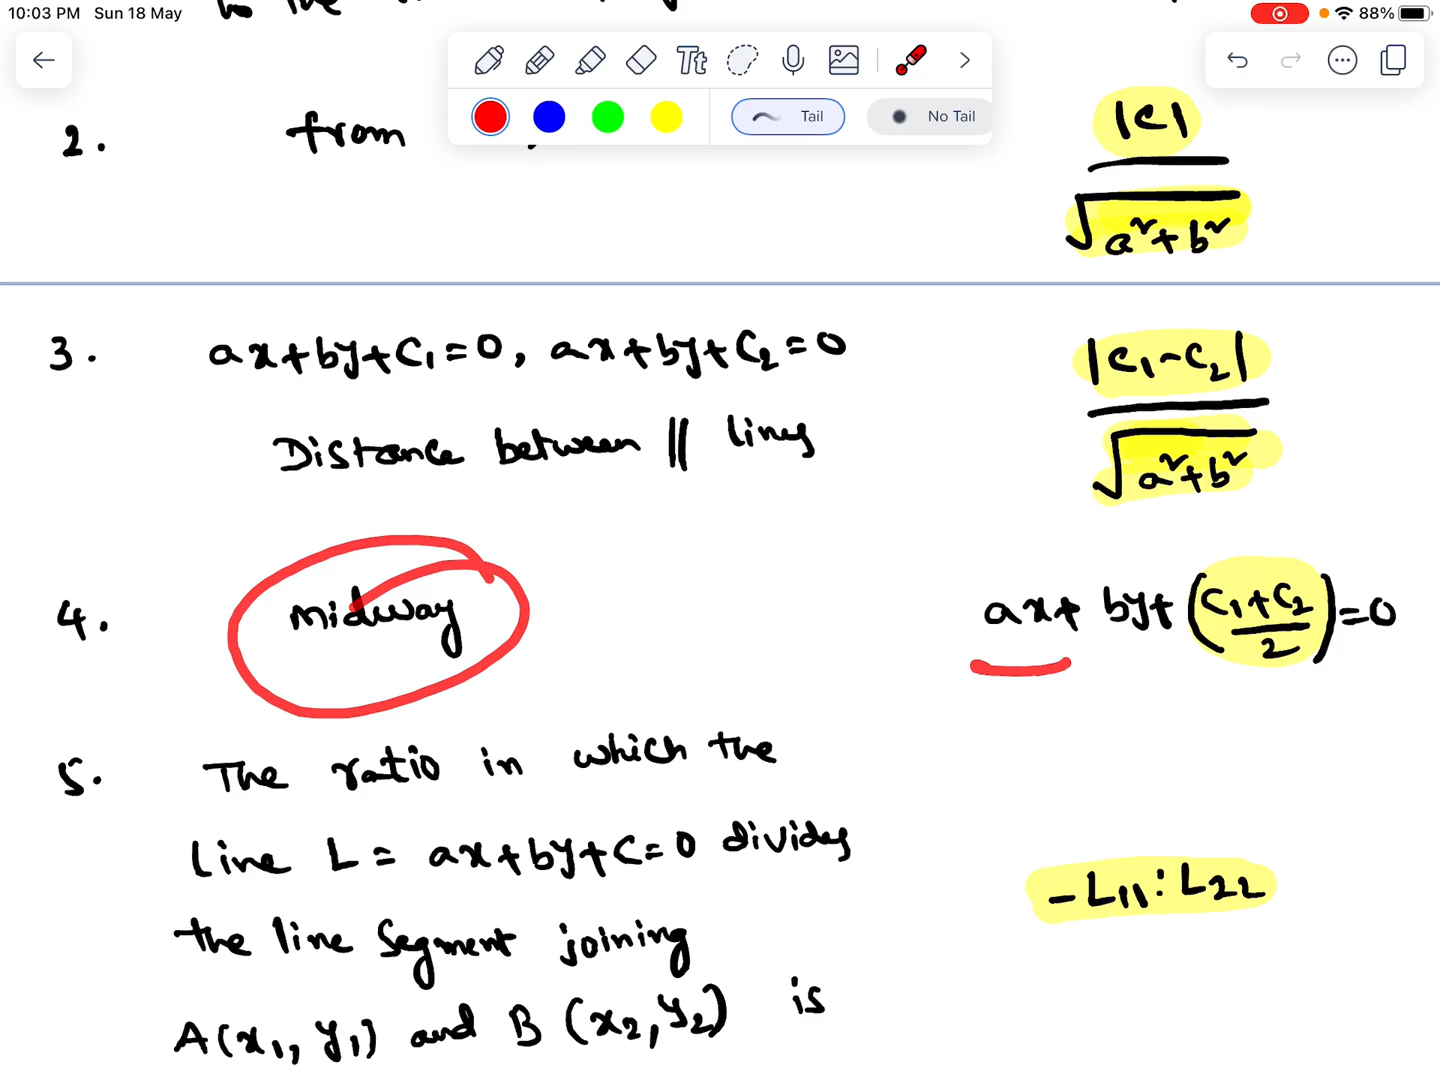 10:03 PM Sun 18 May 88%
to the
Tt
Tail No Tail
2. from |c| / √(a²+b²)
3. ax+by+c₁=0, ax+by+c₂=0 |c₁-c₂| / √(a²+b²)
Distance between || lines
4. midway ax+ by+ (c₁+c₂ / 2)=0
5. The ratio in which the
line L = ax+by+c=0 divides
the line segment joining -L₁₁:L₂₂
A(x₁, y₁) and B (x₂, y₂) is